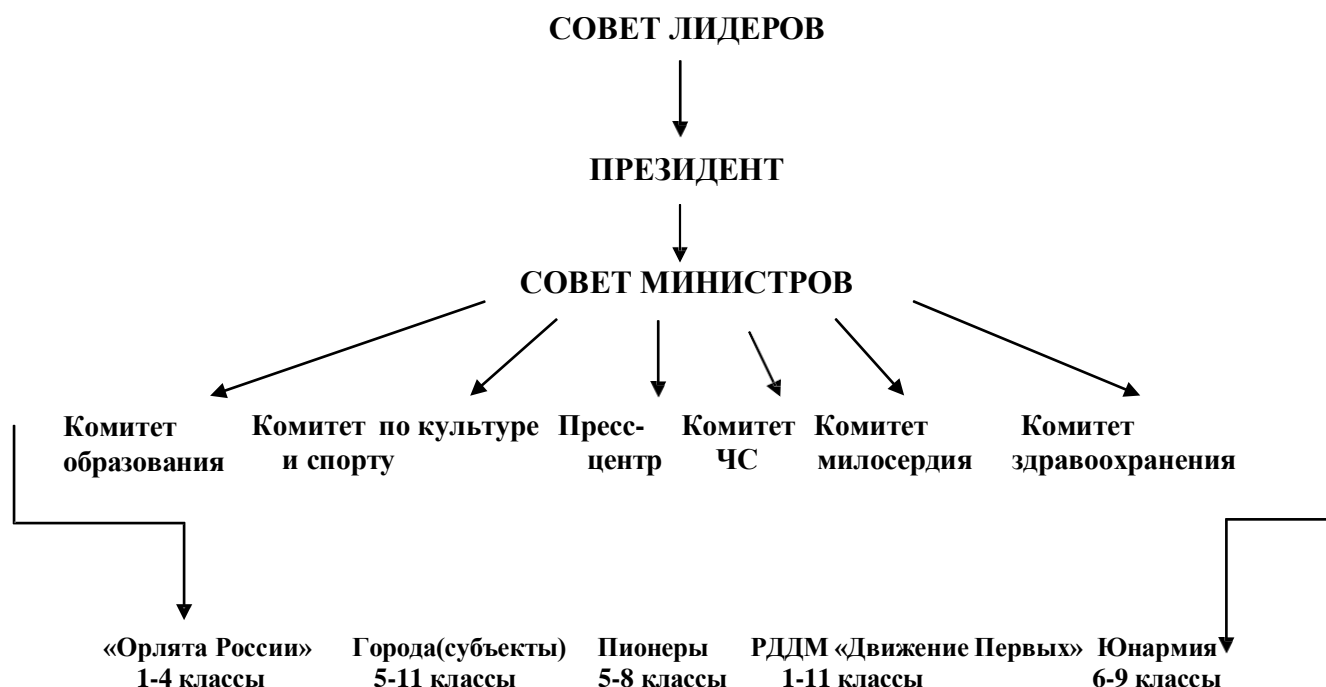 СОВЕТ ЛИДЕРОВ
ПРЕЗИДЕНТ
СОВЕТ МИНИСТРОВ
Комитет образования
Комитет по культуре и спорту
Пресс-центр
Комитет ЧС
Комитет милосердия
Комитет здравоохранения
«Орлята России»
1-4 классы
Города(субъекты)
5-11 классы
Пионеры
5-8 классы
РДДМ «Движение Первых»
1-11 классы
Юнармия
6-9 классы